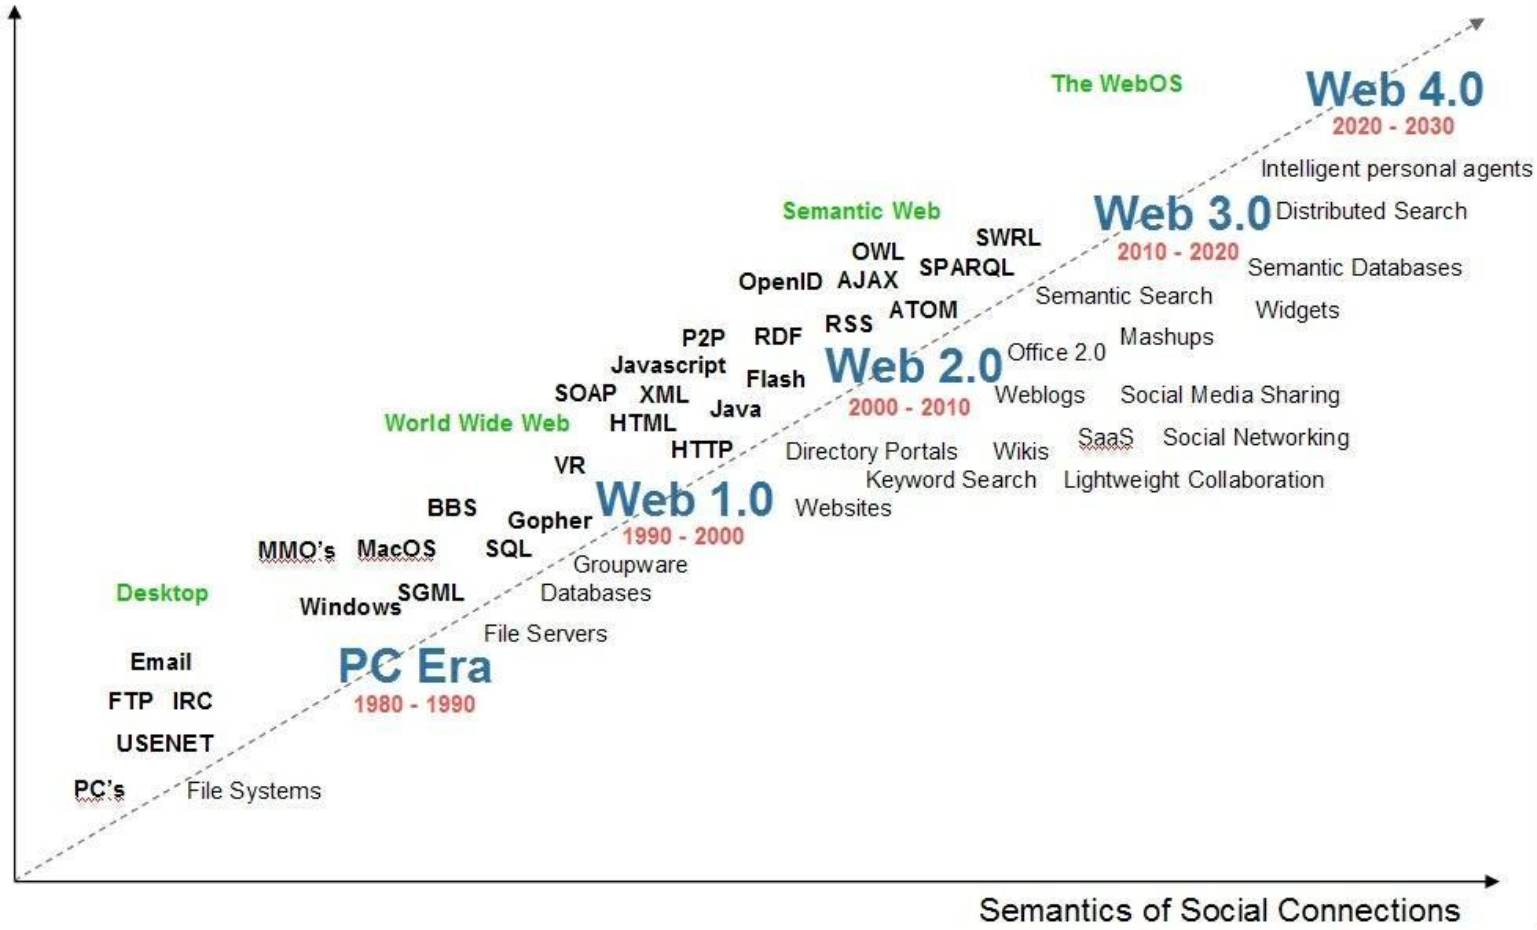 The WebOS
Web 4.0
2020 - 2030
Intelligent personal agents
Semantic Web
Web 3.0
Distributed Search
2010 - 2020
SWRL
OWL
SPARQL
Semantic Databases
OpenID
AJAX
Semantic Search
Widgets
ATOM
RSS
P2P
RDF
Mashups
Office 2.0
Javascript
Web 2.0
Flash
2000 - 2010
SOAP
XML
Weblogs
Social Media Sharing
Java
World Wide Web
HTML
SaaS
Social Networking
HTTP
Directory Portals
Wikis
VR
Keyword Search
Lightweight Collaboration
Web 1.0
1990 - 2000
Websites
BBS
Gopher
MMO's
MacOS
SQL
Groupware
Desktop
SGML
Databases
Windows
File Servers
Email
PC Era
1980 - 1990
FTP
IRC
USENET
PC's
File Systems
Semantics of Social Connections